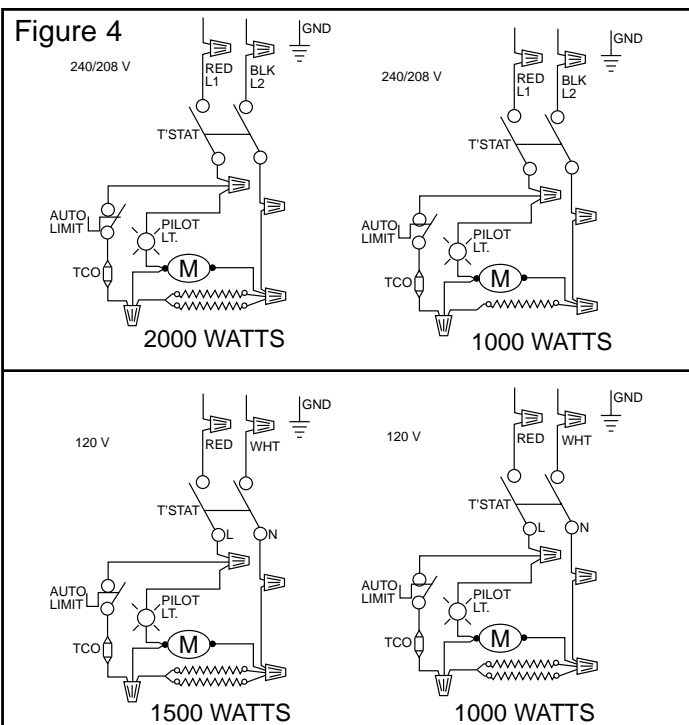 Figure 4
GND
240/208 V
RED
L1
BLK
L2
T'STAT
AUTO
LIMIT
PILOT
LT.
TCO
M
2000 WATTS
GND
240/208 V
RED
L1
BLK
L2
T'STAT
AUTO
LIMIT
PILOT
LT.
TCO
M
1000 WATTS
GND
120 V
RED
WHT
T'STAT
L
N
AUTO
LIMIT
PILOT
LT.
TCO
M
1500 WATTS
GND
120 V
RED
WHT
T'STAT
L
N
AUTO
LIMIT
PILOT
LT.
TCO
M
1000 WATTS